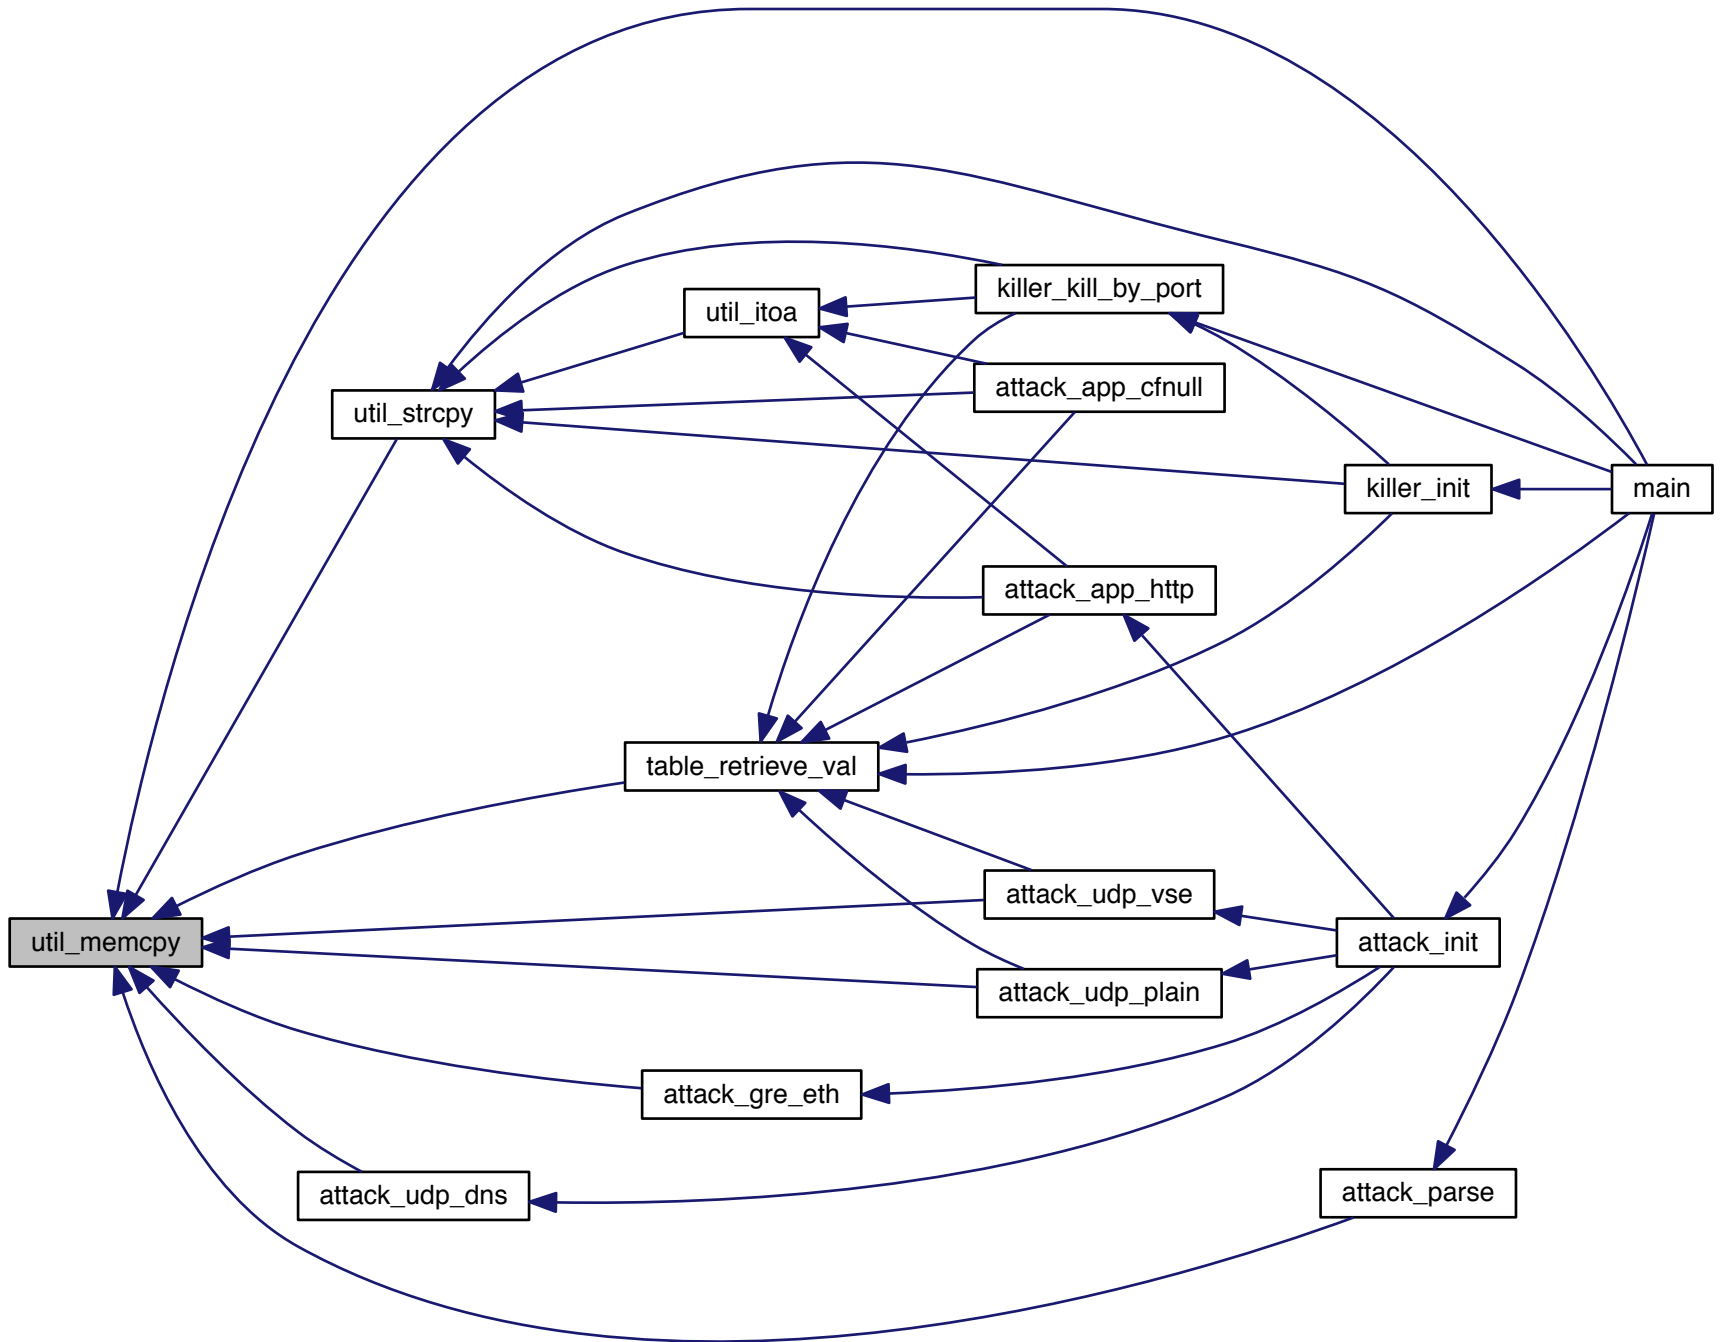 killer_kill_by_port
util_itoa
attack_app_cfnull
util_strcpy
killer_init
main
attack_app_http
table_retrieve_val
attack_udp_vse
util_memcpy
attack_init
attack_udp_plain
attack_gre_eth
attack_udp_dns
attack_parse